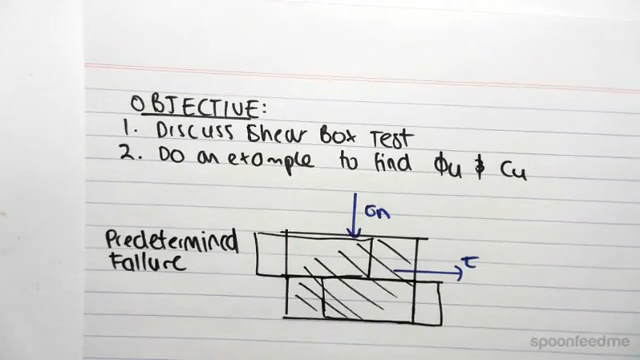 OBJECTIVE:
1. Discuss Shear Box Test
2. Do an example to find ϕu & Cu
σn
Predetermined
Failure
τ
spoonfeedme